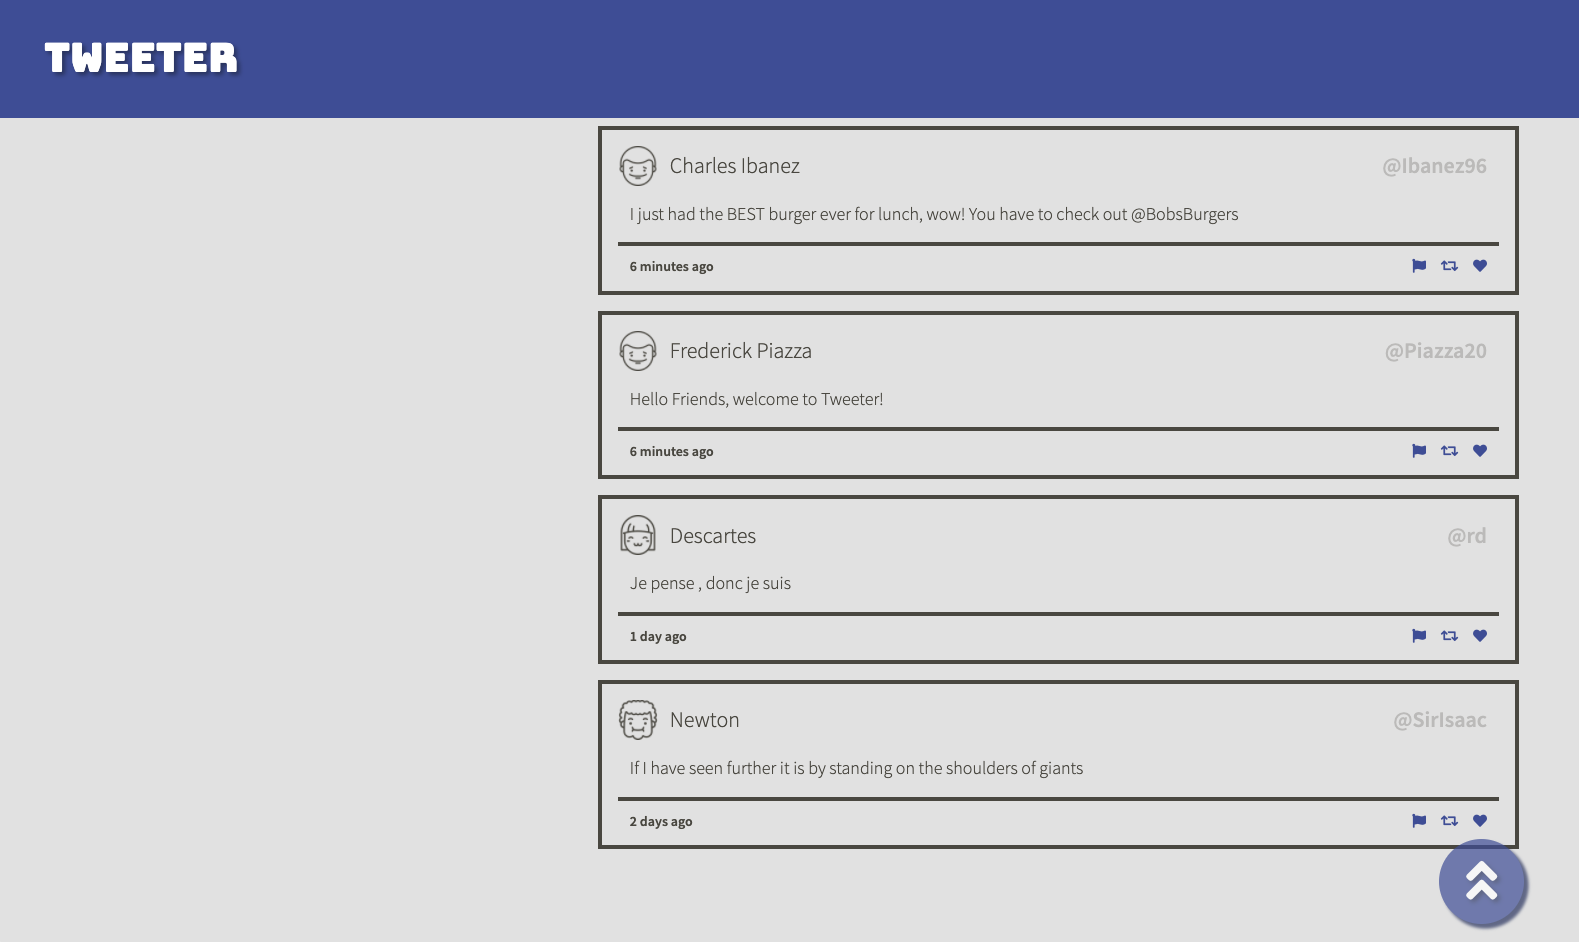 TWEETER
Charles Ibanez @Ibanez96
I just had the BEST burger ever for lunch, wow! You have to check out @BobsBurgers
6 minutes ago
Frederick Piazza @Piazza20
Hello Friends, welcome to Tweeter!
6 minutes ago
Descartes @rd
Je pense , donc je suis
1 day ago
Newton @SirIsaac
If I have seen further it is by standing on the shoulders of giants
2 days ago